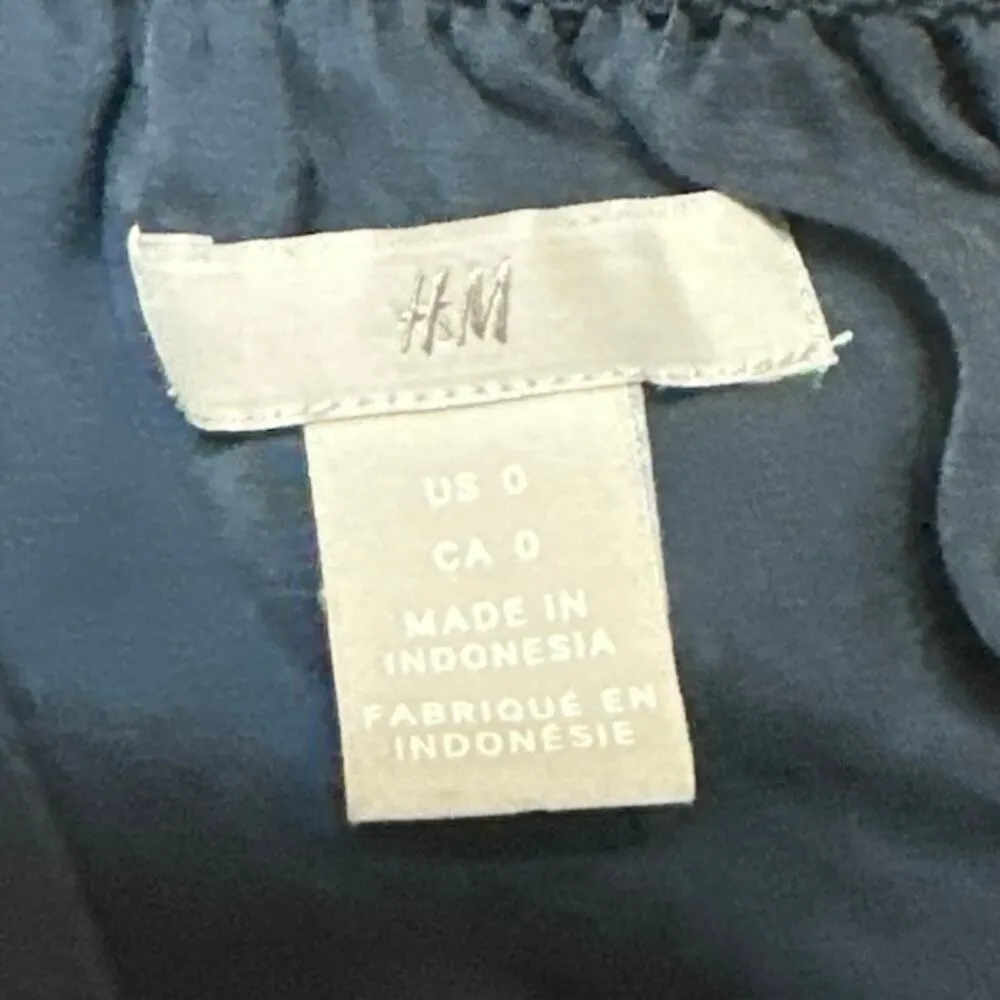 H&M
US 0
CA 0
MADE IN
INDONESIA
FABRIQUÉ EN
INDONÉSIE